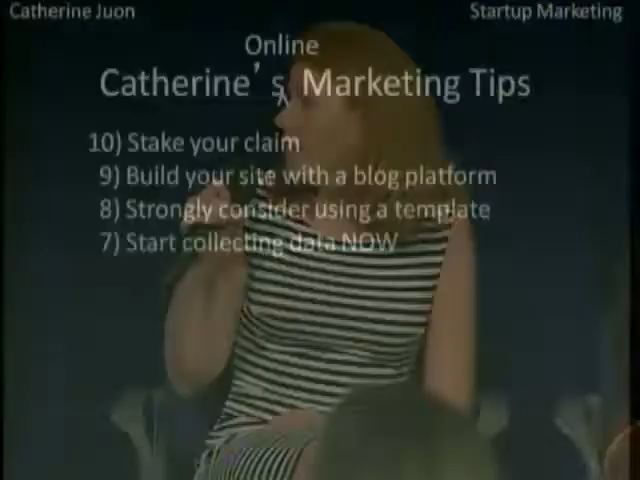 Catherine Juon
Startup Marketing
Online
Catherine's Marketing Tips
10) Stake your claim
9) Build your site with a blog platform
8) Strongly consider using a template
7) Start collecting data NOW